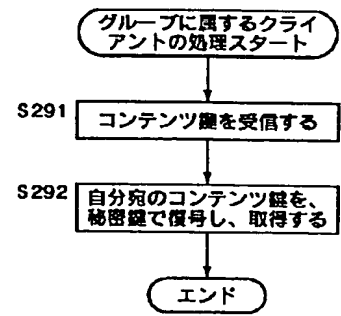 グループに属するクライ
アントの処理スタート
S291
コンテンツ鍵を受信する
S292
自分宛のコンテンツ鍵を、
秘密鍵で復号し、取得する
エンド